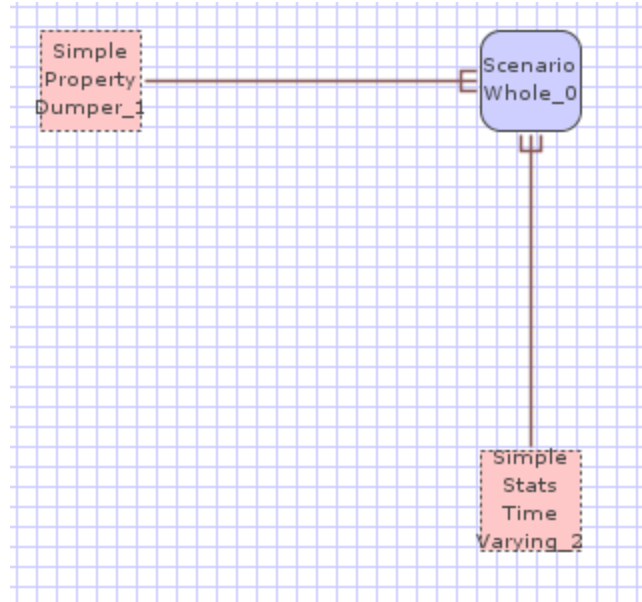 Simple
Property
Dumper_1
Scenario
Whole_0
Simple
Stats
Time
Varying_2